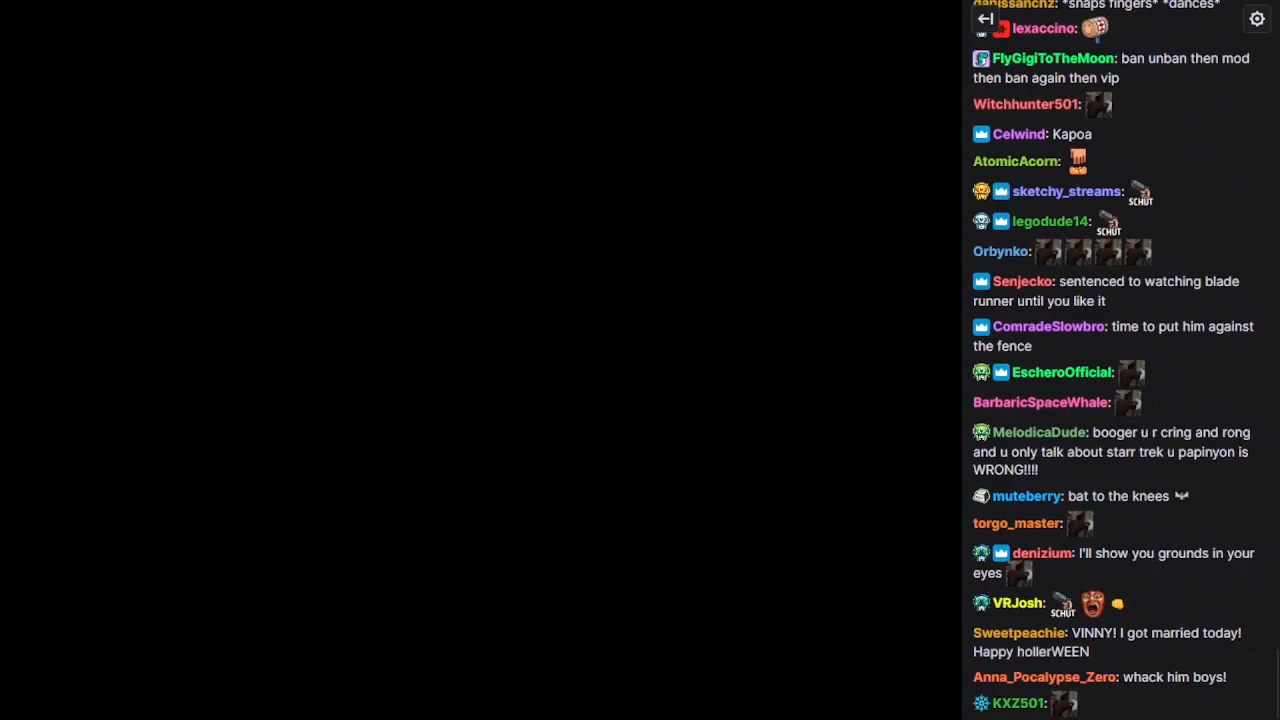 danissanchz: *snaps fingers* *dances*
lexaccino:
FlyGigiToTheMoon: ban unban then mod
then ban again then vip
Witchhunter501:
Celwind: Kapoa
AtomicAcorn:
sketchy_streams: SCHUT
legodude14: SCHUT
Orbynko:
Senjecko: sentenced to watching blade
runner until you like it
ComradeSlowbro: time to put him against
the fence
EscheroOfficial:
BarbaricSpaceWhale:
MelodicaDude: booger u r cring and rong
and u only talk about starr trek u papinyon is
WRONG!!!!
muteberry: bat to the knees
torgo_master:
denizium: I'll show you grounds in your
eyes
VRJosh: SCHUT
Sweetpeachie: VINNY! I got married today!
Happy hollerWEEN
Anna_Pocalypse_Zero: whack him boys!
KXZ501: